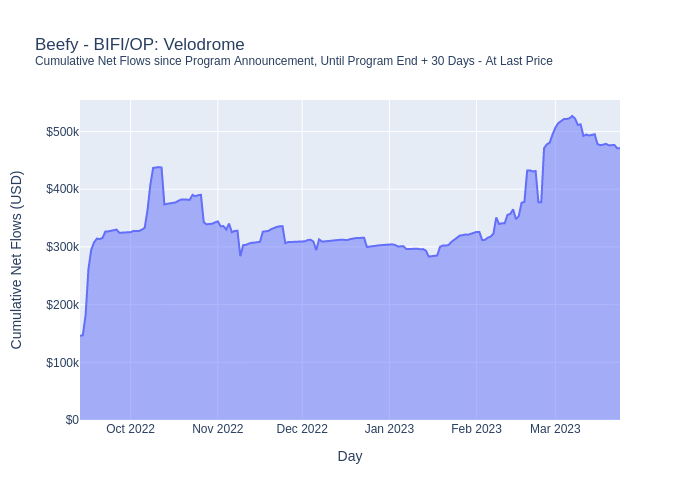 Beefy - BIFI/OP: Velodrome
Cumulative Net Flows since Program Announcement, Until Program End + 30 Days - At Last Price
Cumulative Net Flows (USD)
$500k
$400k
$300k
$200k
$100k
$0
Oct 2022
Nov 2022
Dec 2022
Jan 2023
Feb 2023
Mar 2023
Day